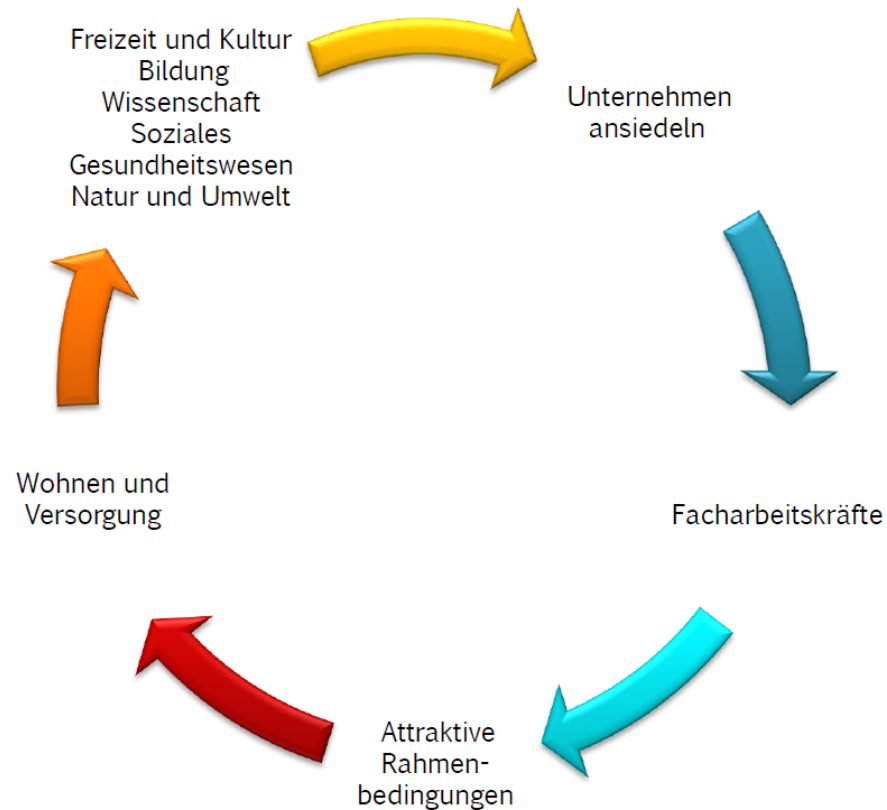 Freizeit und Kultur
Bildung
Wissenschaft
Soziales
Gesundheitswesen
Natur und Umwelt
Unternehmen
ansiedeln
Facharbeitskräfte
Attraktive
Rahmen-
bedingungen
Wohnen und
Versorgung